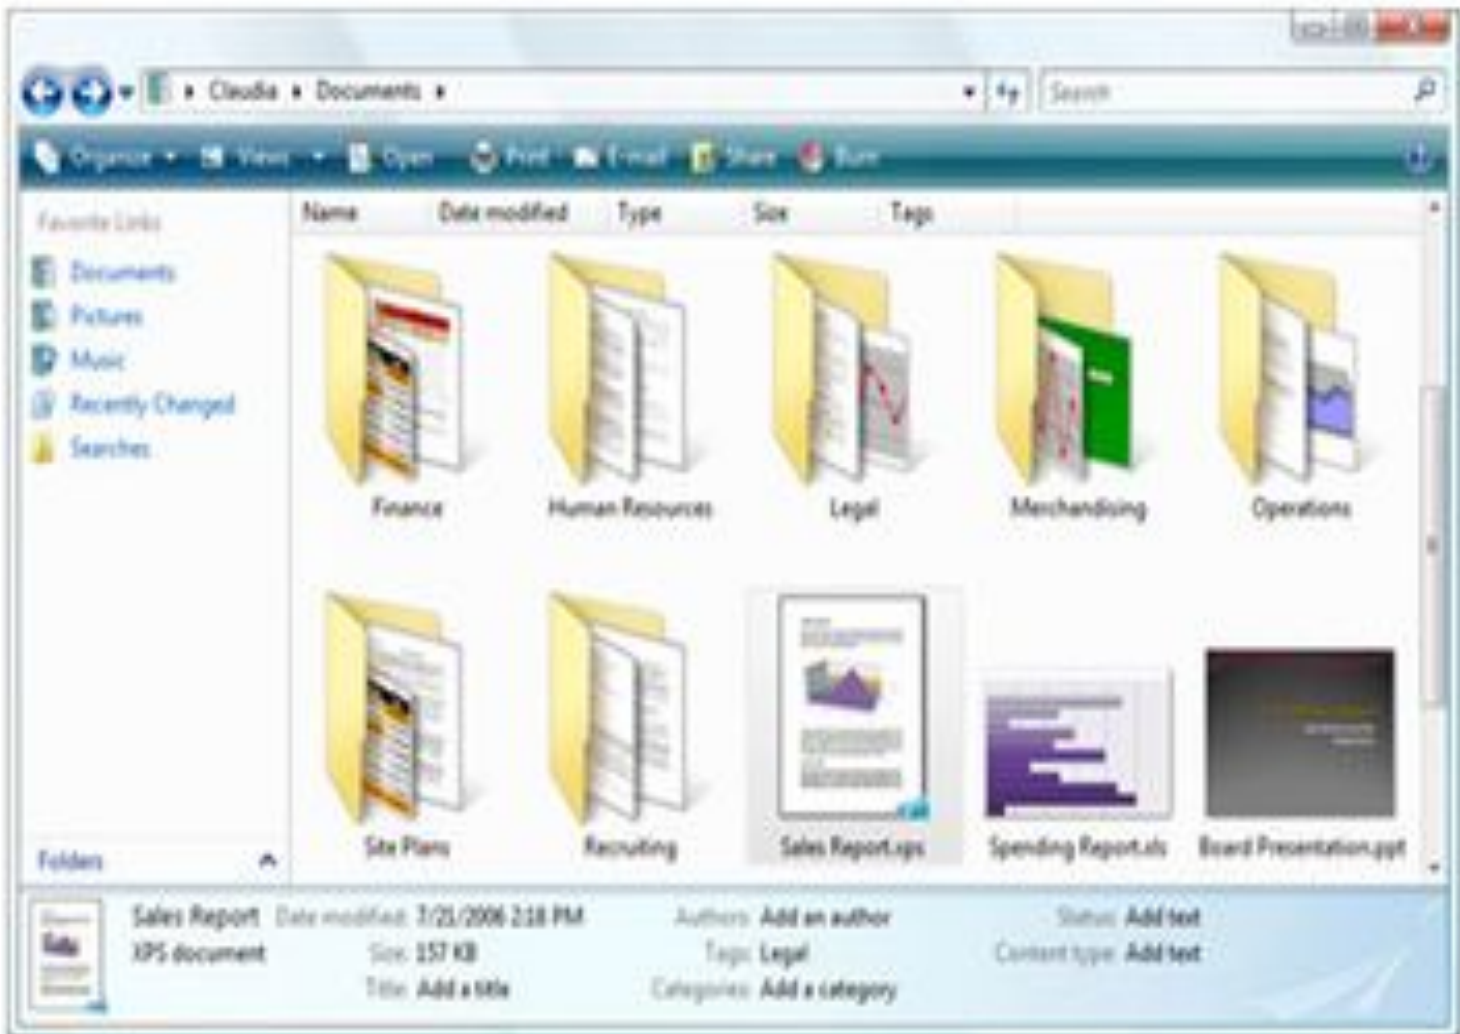 Claudia Documents
Search
Organize Views Open Print E-mail Share Burn
Favorite Links
Name Date modified Type Size Tags
Documents
Pictures
Music
Recently Changed
Searches
Finance Human Resources Legal Merchandising Operations
Site Plans Recruiting Sales Report.xps Spending Report.xls Board Presentation.ppt
Folders
Sales Report Date modified: 7/21/2006 2:18 PM Authors: Add an author Status: Add text
XPS document Size: 157 KB Tags: Legal Content type: Add text
Title: Add a title Categories: Add a category